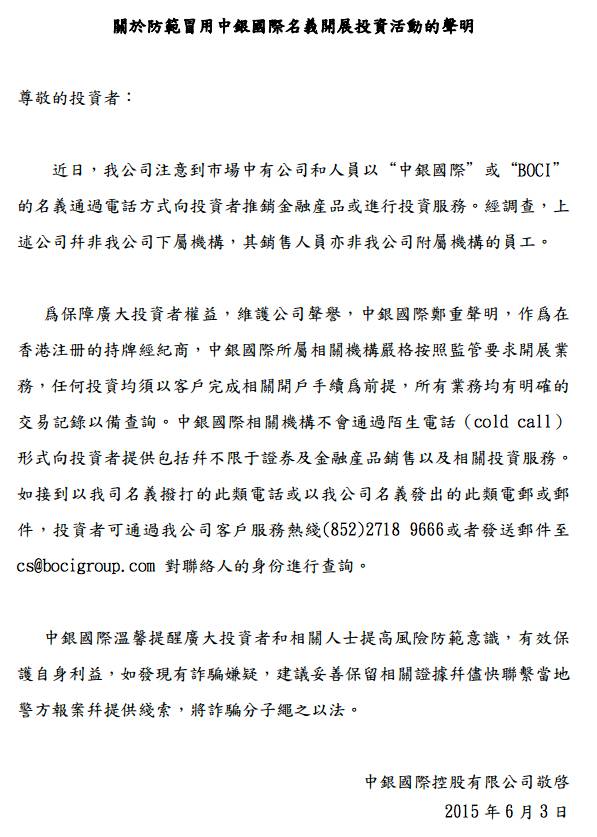 關於防範冒用中銀國際名義開展投資活動的聲明
尊敬的投資者：
近日，我公司注意到市場中有公司和人員以“中銀國際”或“BOCI”
的名義通過電話方式向投資者推銷金融産品或進行投資服務。經調查，上
述公司幷非我公司下屬機構，其銷售人員亦非我公司附屬機構的員工。
爲保障廣大投資者權益，維護公司聲譽，中銀國際鄭重聲明，作爲在
香港注册的持牌經紀商，中銀國際所屬相關機構嚴格按照監管要求開展業
務，任何投資均須以客戶完成相關開戶手續爲前提，所有業務均有明確的
交易記錄以備查詢。中銀國際相關機構不會通過陌生電話（cold call）
形式向投資者提供包括幷不限于證券及金融産品銷售以及相關投資服務。
如接到以我司名義撥打的此類電話或以我公司名義發出的此類電郵或郵
件，投資者可通過我公司客戶服務熱綫(852)2718 9666或者發送郵件至
cs@bocigroup.com 對聯絡人的身份進行查詢。
中銀國際溫馨提醒廣大投資者和相關人士提高風險防範意識，有效保
護自身利益，如發現有詐騙嫌疑，建議妥善保留相關證據幷儘快聯繫當地
警方報案幷提供綫索，將詐騙分子繩之以法。
中銀國際控股有限公司敬啓
2015 年 6 月 3 日